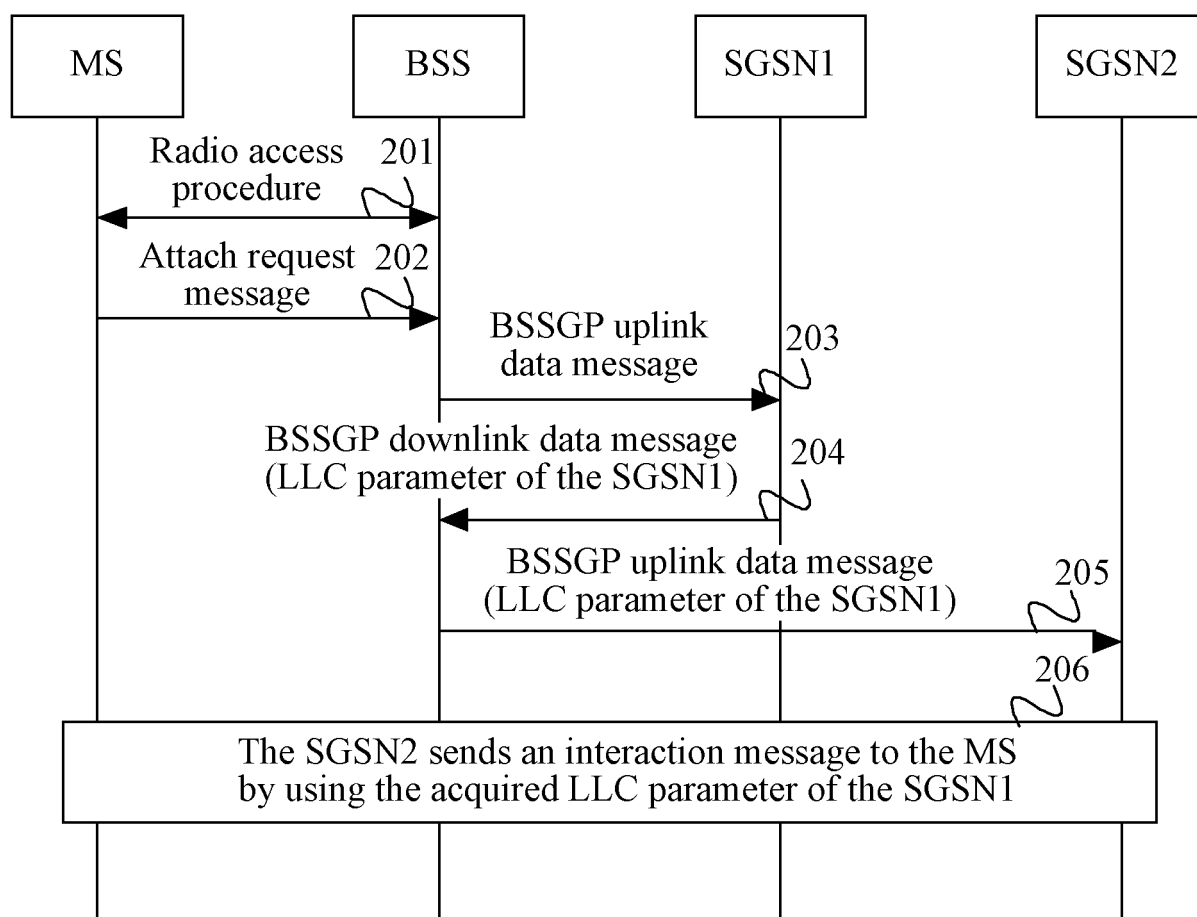 MS
BSS
SGSN1
SGSN2
Radio access
procedure
201
Attach request
message
202
BSSGP uplink
data message
203
BSSGP downlink data message
(LLC parameter of the SGSN1)
204
BSSGP uplink data message
(LLC parameter of the SGSN1)
205
206
The SGSN2 sends an interaction message to the MS
by using the acquired LLC parameter of the SGSN1